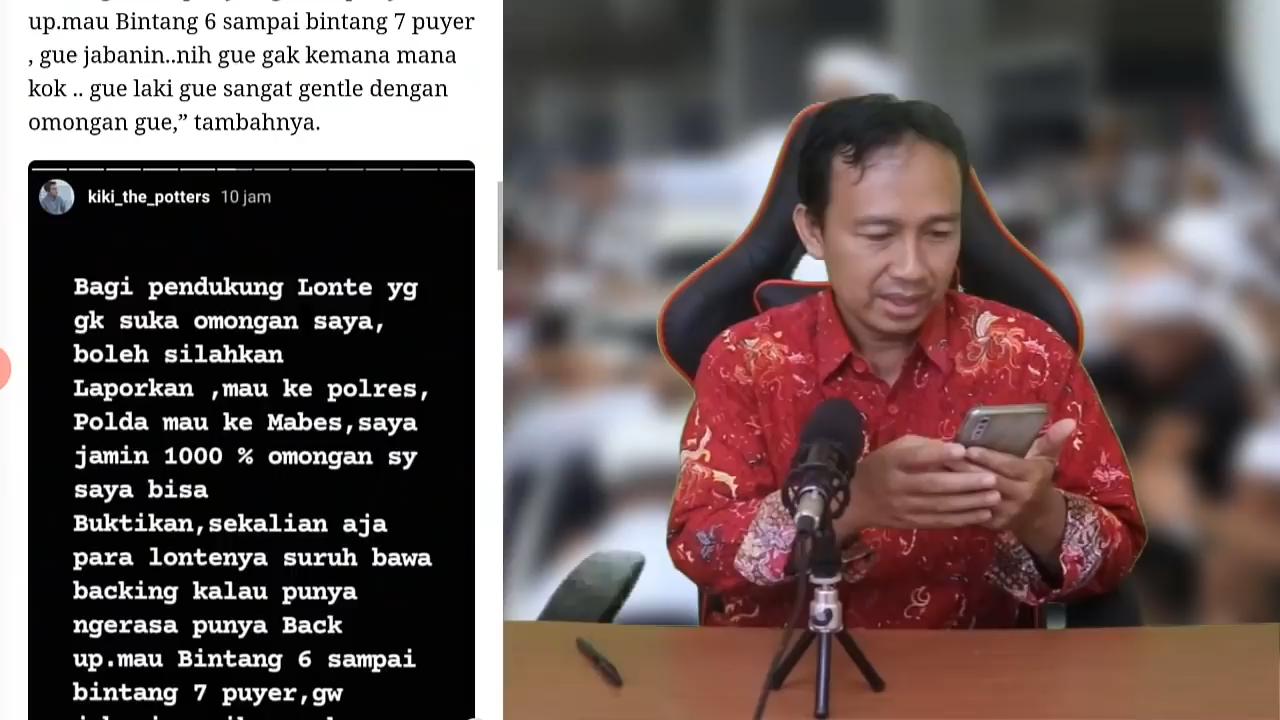 up.mau Bintang 6 sampai bintang 7 puyer
, gue jabanin..nih gue gak kemana mana
kok .. gue laki gue sangat gentle dengan
omongan gue,” tambahnya.
kiki_the_potters 10 jam
Bagi pendukung Lonte yg
gk suka omongan saya,
boleh silahkan
Laporkan ,mau ke polres,
Polda mau ke Mabes,saya
jamin 1000 % omongan sy
saya bisa
Buktikan,sekalian aja
para lontenya suruh bawa
backing kalau punya
ngerasa punya Back
up.mau Bintang 6 sampai
bintang 7 puyer,gw